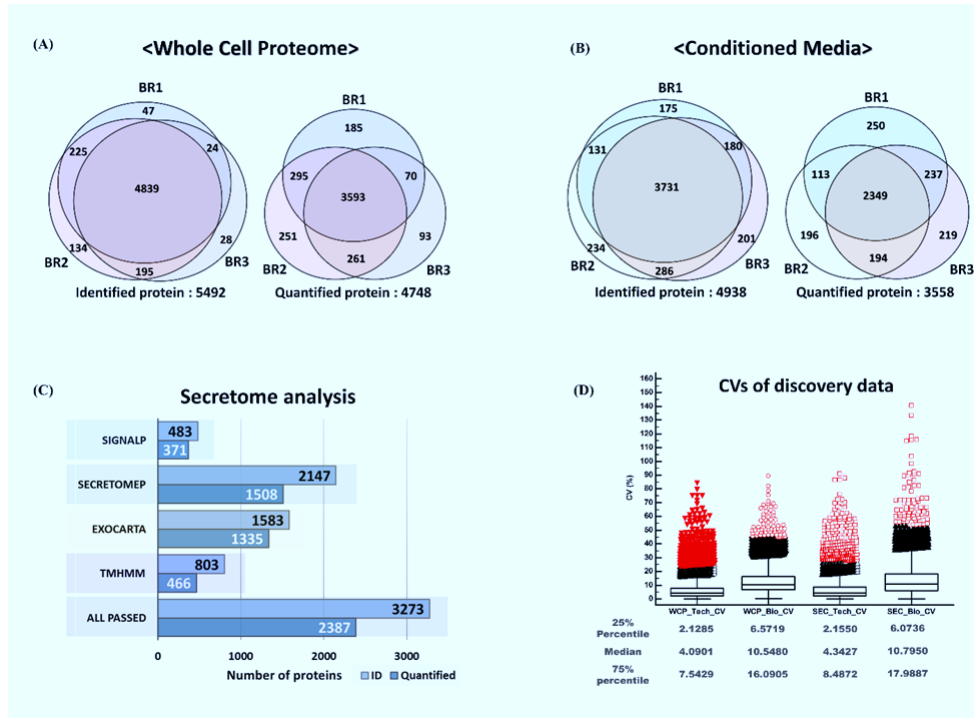 (A)
<Whole Cell Proteome>
BR1
47
225
24
4839
134
28
195
BR2
BR3
Identified protein : 5492
BR1
185
295
70
3593
251
93
261
BR2
BR3
Quantified protein : 4748
(B)
<Conditioned Media>
BR1
175
131
180
3731
234
201
286
BR2
BR3
Identified protein : 4938
BR1
250
113
237
2349
196
219
194
BR2
BR3
Quantified protein : 3558
(C)
Secretome analysis
SIGNALP
483
371
SECRETOMEP
2147
1508
EXOCARTA
1583
1335
TMHMM
803
466
ALL PASSED
3273
2387
0 1000 2000 3000
Number of proteins ID Quantified
(D)
CVs of discovery data
CV (%)
160
150
140
130
120
110
100
90
80
70
60
50
40
30
20
10
0
WCP_Tech_CV WCP_Bio_CV SEC_Tech_CV SEC_Bio_CV
25%
Percentile 2.1285 6.5719 2.1550 6.0736
Median 4.0901 10.5480 4.3427 10.7950
75%
percentile 7.5429 16.0905 8.4872 17.9887